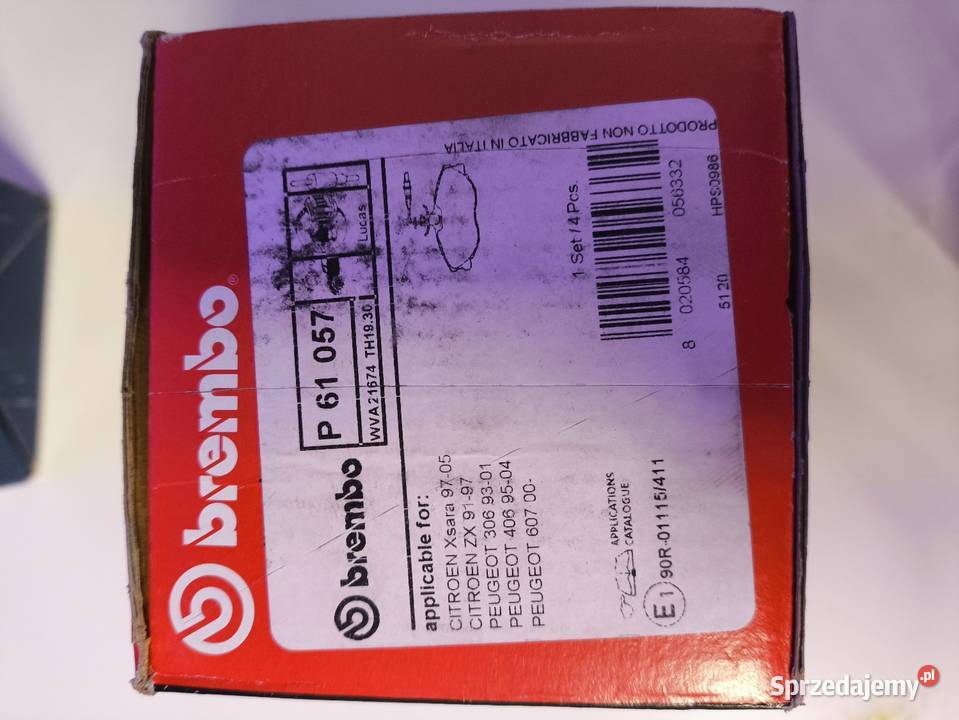 brembo®
brembo
P 61 057
WVA 21674 TH19.30
Lucas
applicable for:
CITROEN Xsara 97-05
CITROEN ZX 91-97
PEUGEOT 306 93-01
PEUGEOT 406 95-04
PEUGEOT 607 00-
1 Set / 4 Pcs.
APPLICATIONS
CATALOGUE
E1 90R-01115/411
8 020584 056332
5120 HPS0986
PRODOTTO NON FABBRICATO IN ITALIA
Sprzedajemy.pl